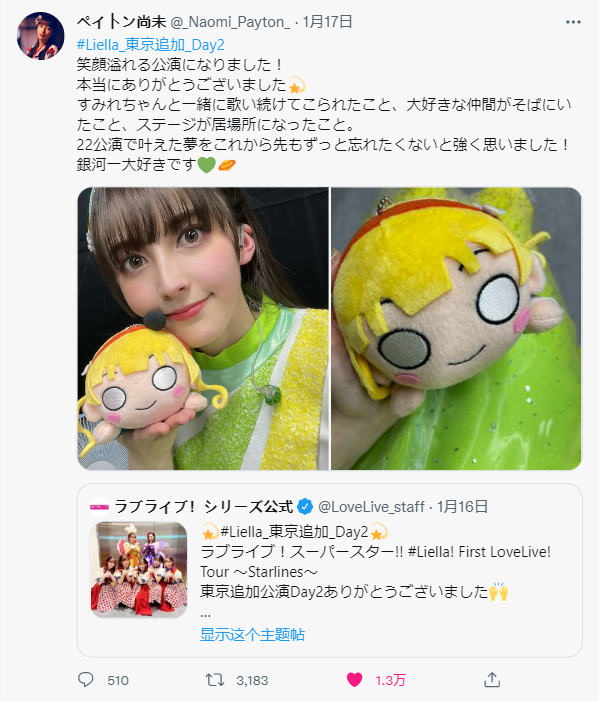 ペイトン尚未 @_Naomi_Payton_ · 1月17日
#Liella_東京追加_Day2
笑顔溢れる公演になりました！
本当にありがとうございました💫
すみれちゃんと一緒に歌い続けてこられたこと、大好きな仲間がそばにい
たこと、ステージが居場所になったこと。
22公演で叶えた夢をこれから先もずっと忘れたくないと強く思いました！
銀河一大好きです💚🪐
ラブライブ！シリーズ公式 @LoveLive_staff · 1月16日
💫#Liella_東京追加_Day2💫
ラブライブ！スーパースター!! #Liella! First LoveLive!
Tour ～Starlines～
東京追加公演Day2ありがとうございました🙌
...
显示这个主题帖
510 3,183 1.3万